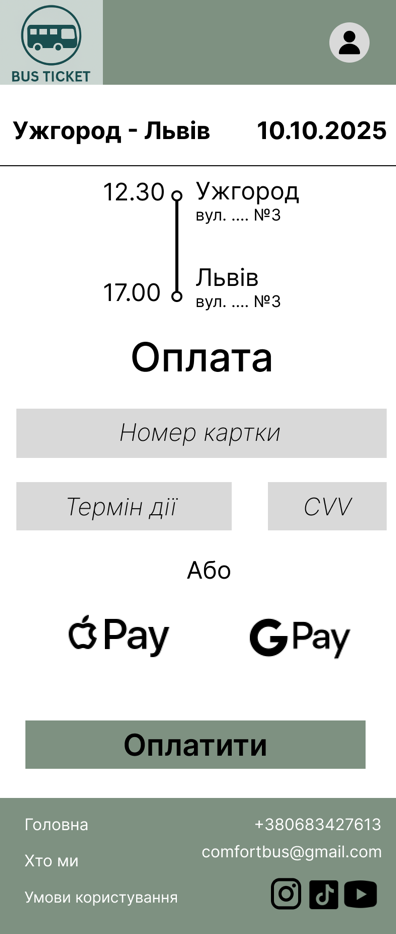 BUS TICKET
Ужгород - Львів 10.10.2025
12.30 Ужгород
вул. .... №3
17.00 Львів
вул. .... №3
Оплата
Номер картки
Термін дії CVV
Або
Pay G Pay
Оплатити
Головна +380683427613
Хто ми comfortbus@gmail.com
Умови користування